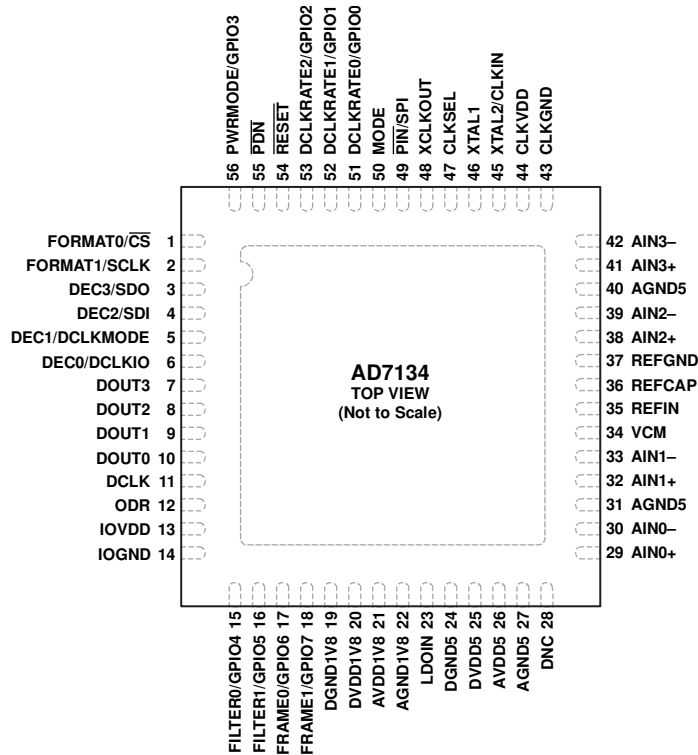 56 PWRMODE/GPIO3
55 PDN
54 RESET
53 DCLKRATE2/GPIO2
52 DCLKRATE1/GPIO1
51 DCLKRATE0/GPIO0
50 MODE
49 PIN/SPI
48 XCLKOUT
47 CLKSEL
46 XTAL1
45 XTAL2/CLKIN
44 CLKVDD
43 CLKGND
FORMAT0/CS 1
FORMAT1/SCLK 2
DEC3/SDO 3
DEC2/SDI 4
DEC1/DCLKMODE 5
DEC0/DCLKIO 6
DOUT3 7
DOUT2 8
DOUT1 9
DOUT0 10
DCLK 11
ODR 12
IOVDD 13
IOGND 14
AD7134
TOP VIEW
(Not to Scale)
42 AIN3–
41 AIN3+
40 AGND5
39 AIN2–
38 AIN2+
37 REFGND
36 REFCAP
35 REFIN
34 VCM
33 AIN1–
32 AIN1+
31 AGND5
30 AIN0–
29 AIN0+
FILTER0/GPIO4 15
FILTER1/GPIO5 16
FRAME0/GPIO6 17
FRAME1/GPIO7 18
DGND1V8 19
DVDD1V8 20
AVDD1V8 21
AGND1V8 22
LDOIN 23
DGND5 24
DVDD5 25
AVDD5 26
AGND5 27
DNC 28